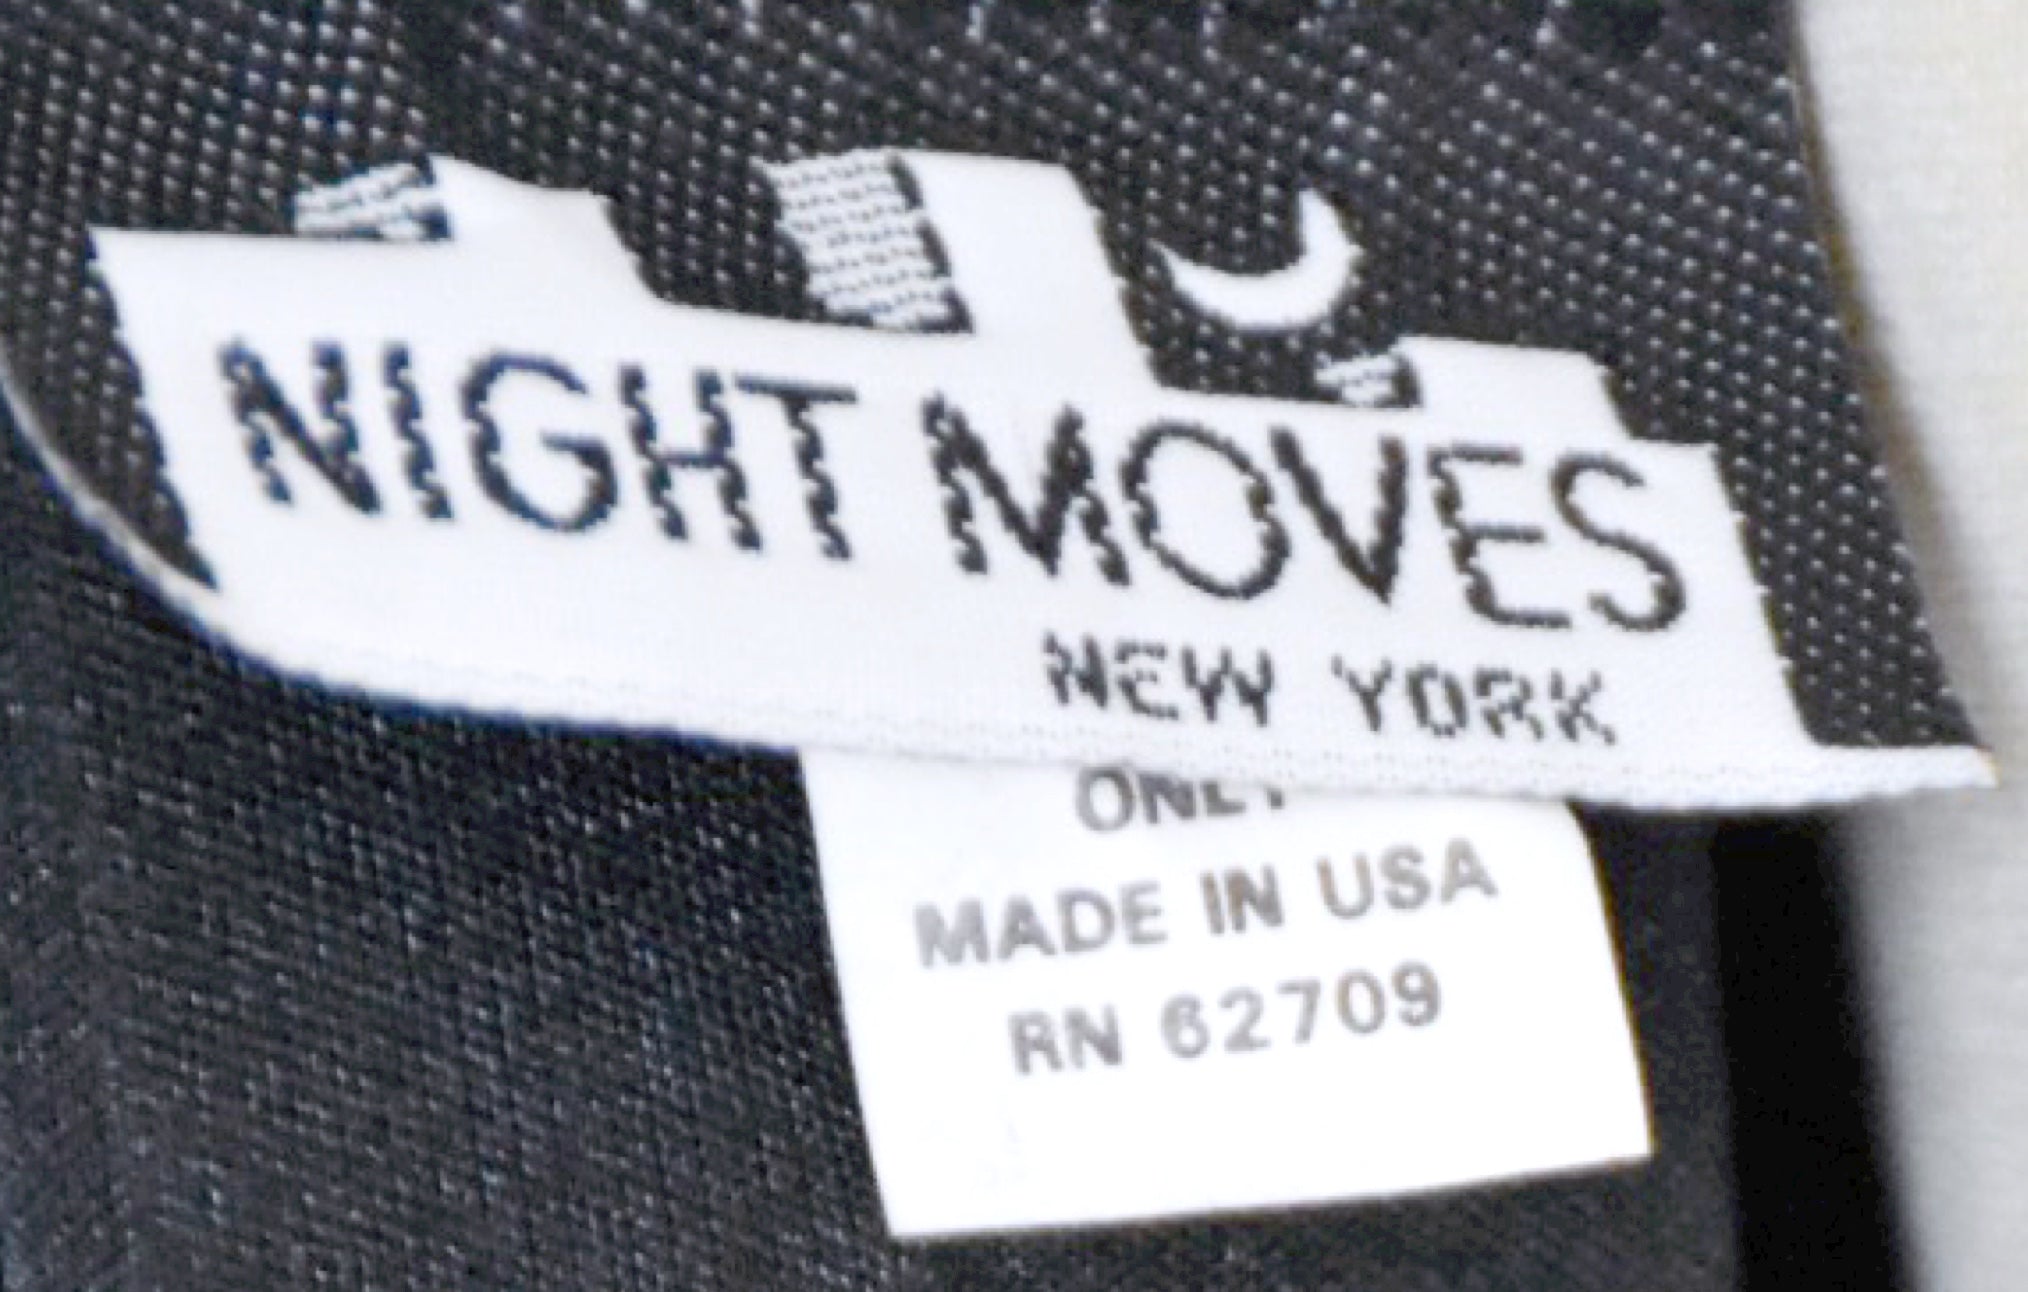 NIGHT MOVES
NEW YORK
ONLY
MADE IN USA
RN 62709